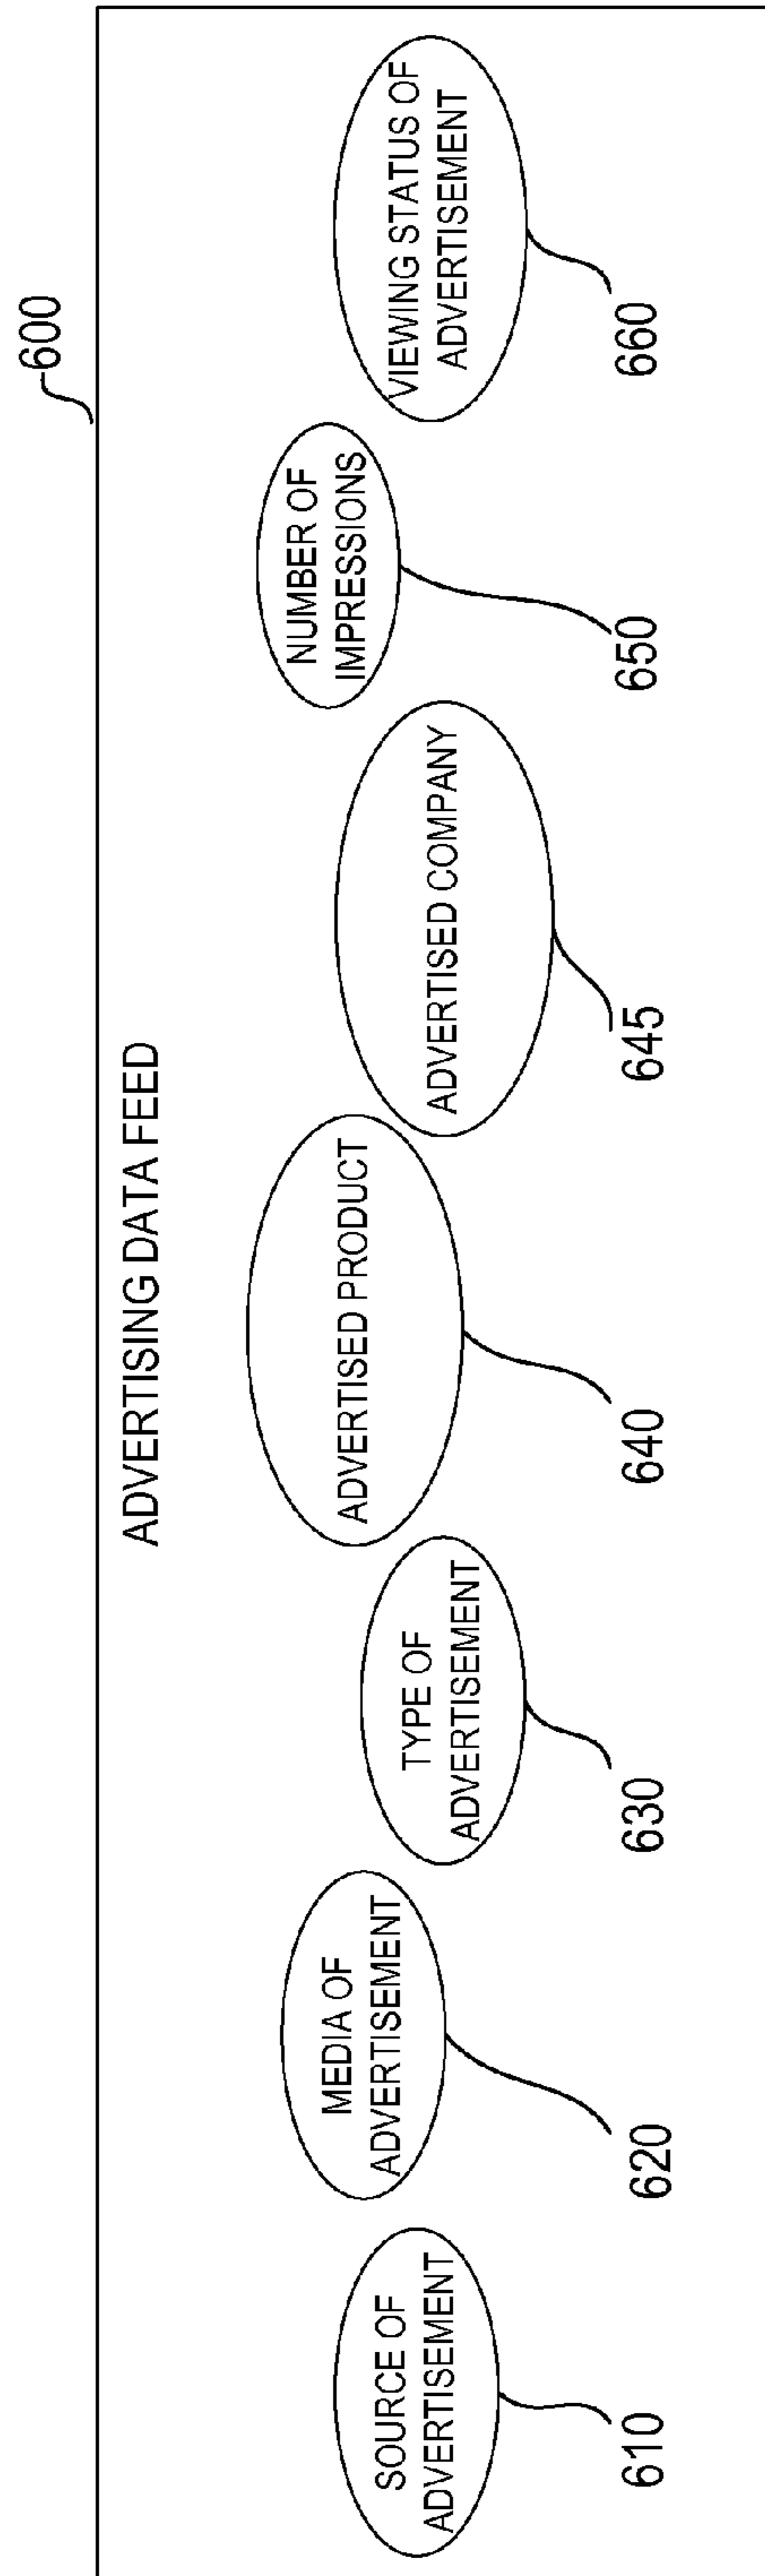 600
ADVERTISING DATA FEED
SOURCE OF
ADVERTISEMENT
610
MEDIA OF
ADVERTISEMENT
620
TYPE OF
ADVERTISEMENT
630
ADVERTISED PRODUCT
640
ADVERTISED COMPANY
645
NUMBER OF
IMPRESSIONS
650
VIEWING STATUS OF
ADVERTISEMENT
660